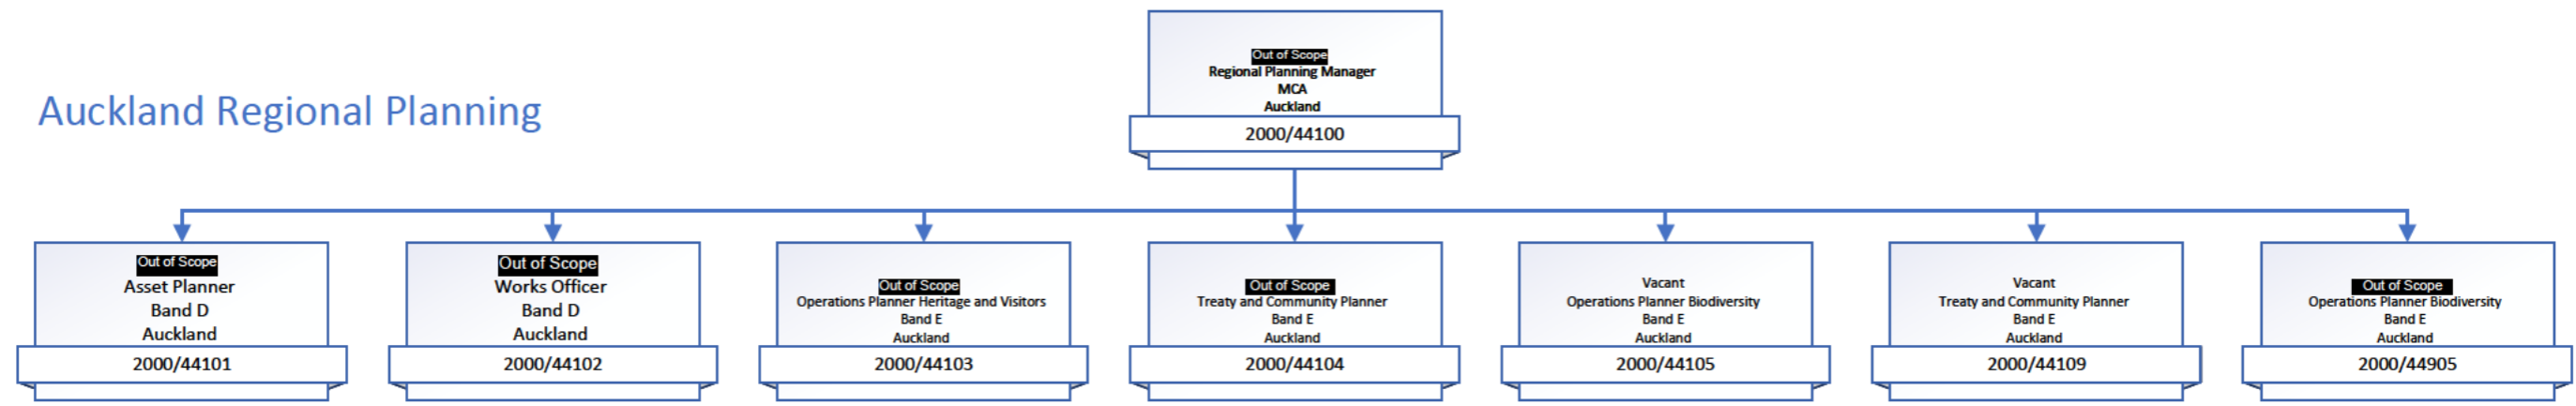 Auckland Regional Planning
Out of Scope
Regional Planning Manager
MCA
Auckland
2000/44100
Out of Scope
Asset Planner
Band D
Auckland
2000/44101
Out of Scope
Works Officer
Band D
Auckland
2000/44102
Out of Scope
Operations Planner Heritage and Visitors
Band E
Auckland
2000/44103
Out of Scope
Treaty and Community Planner
Band E
Auckland
2000/44104
Vacant
Operations Planner Biodiversity
Band E
Auckland
2000/44105
Vacant
Treaty and Community Planner
Band E
Auckland
2000/44109
Out of Scope
Operations Planner Biodiversity
Band E
Auckland
2000/44905